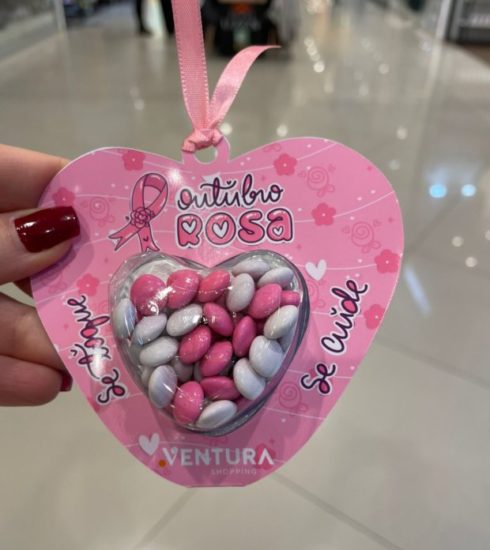 outubro
ROSA
Se toque
Se cuide
VENTURA
SHOPPING